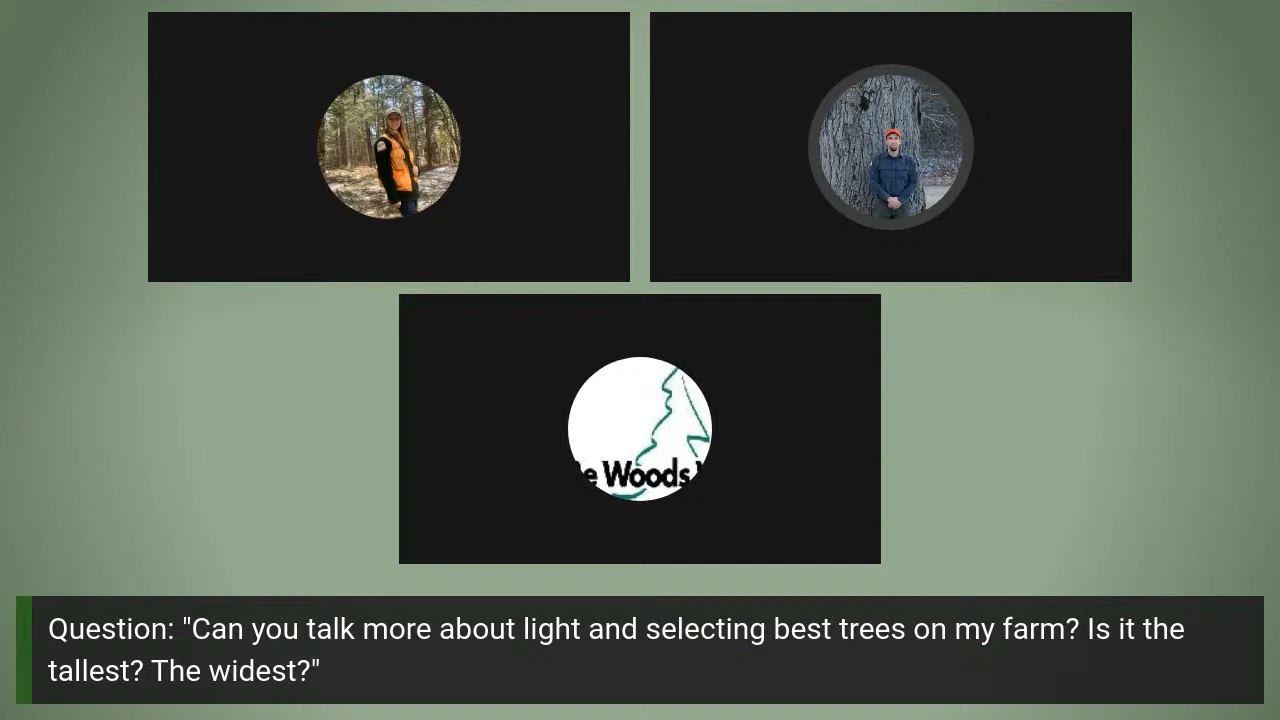 e Woods
Question: "Can you talk more about light and selecting best trees on my farm? Is it the
tallest? The widest?"